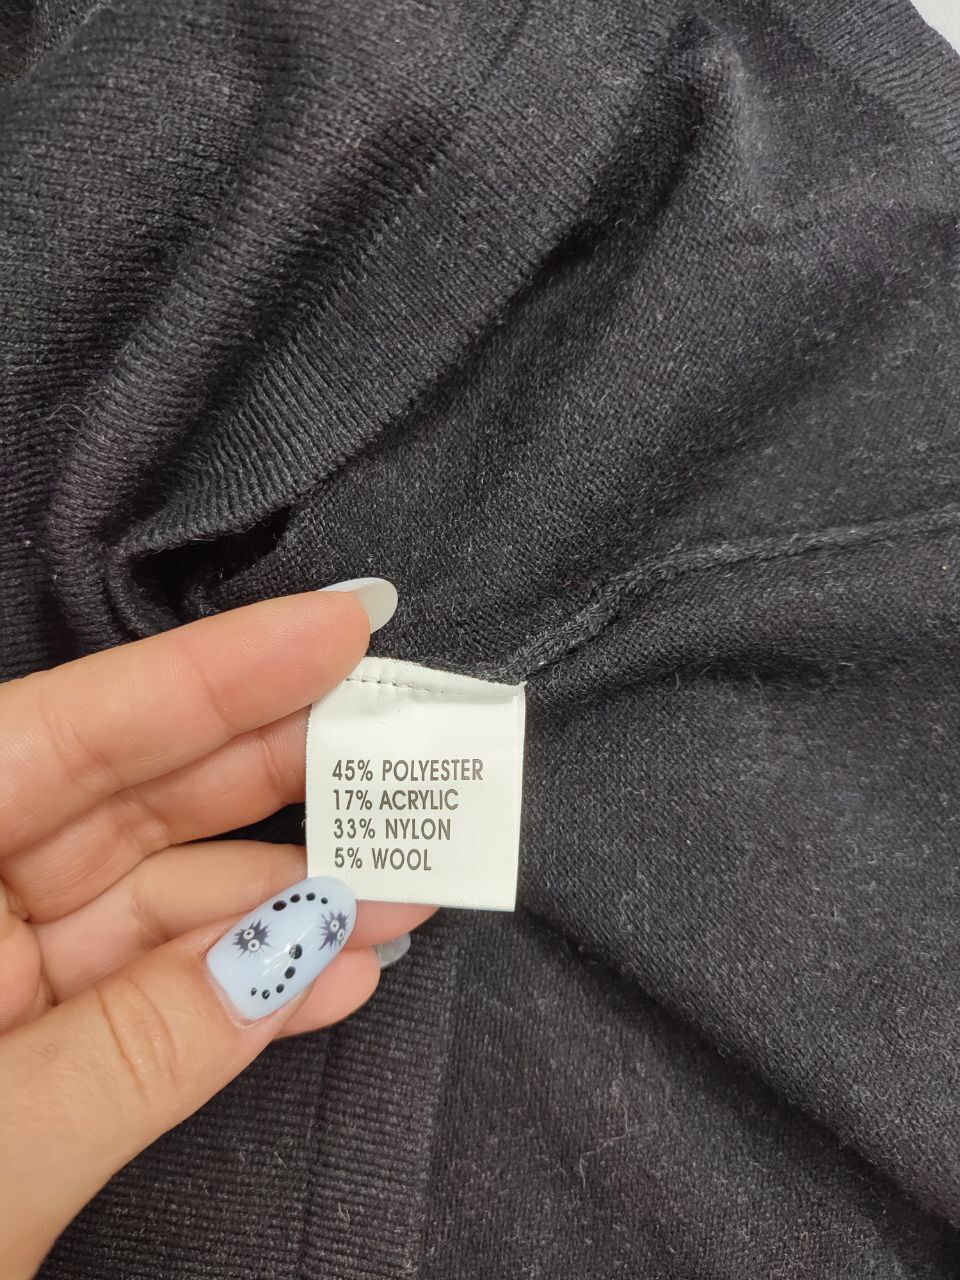 45% POLYESTER
17% ACRYLIC
33% NYLON
5% WOOL